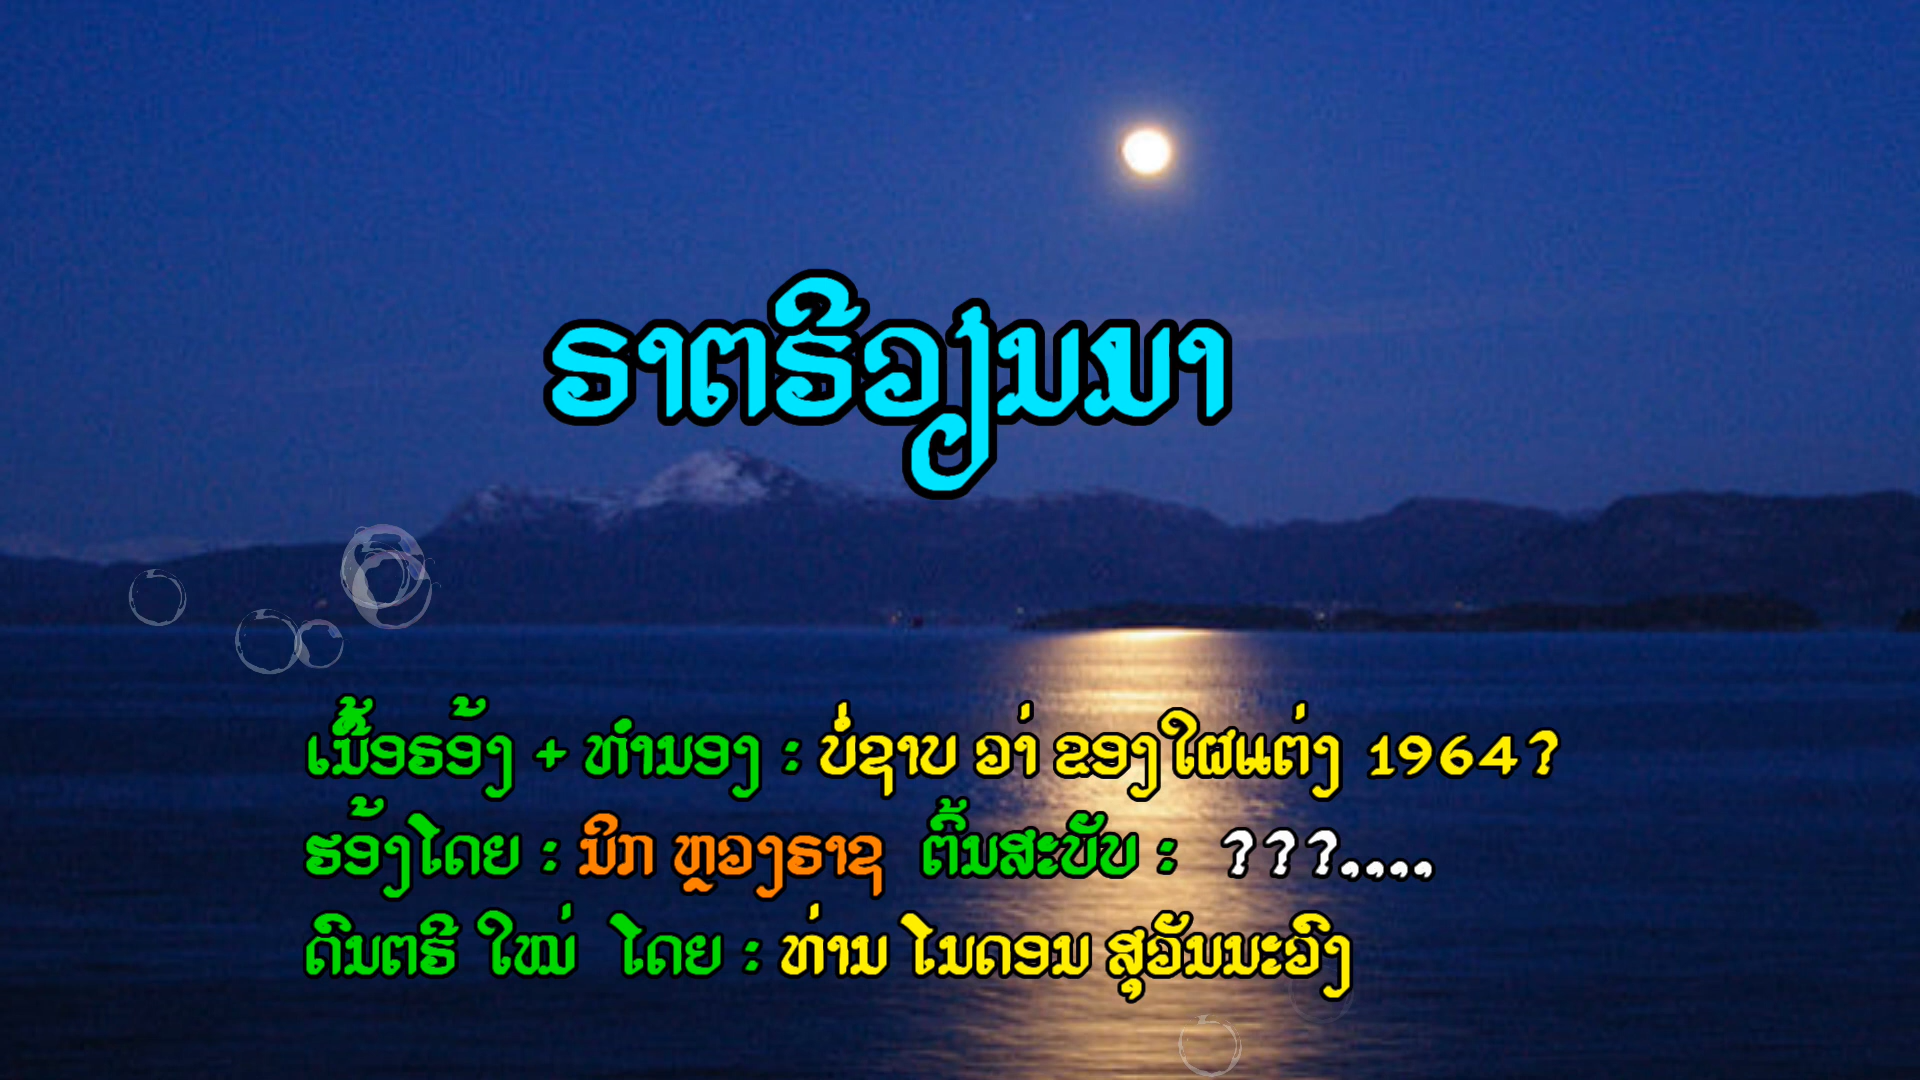 ຣາຕຣີວຽນມາ
ເນື້ອຣອ້ງ + ທຳນອງ : ບໍ່ຊາບ ວ່າ ຂອງໃຜແຕ່ງ 1964?
ຮອ້ງໂດຍ : ນິກ ຫຼວງຣາຊ ຕົ້ນສະບັບ : ???,,,,
ດົນຕຣີ ໃໝ່ ໂດຍ : ທ່ານ ໂນດອນ ສຸວັນນະວົງ